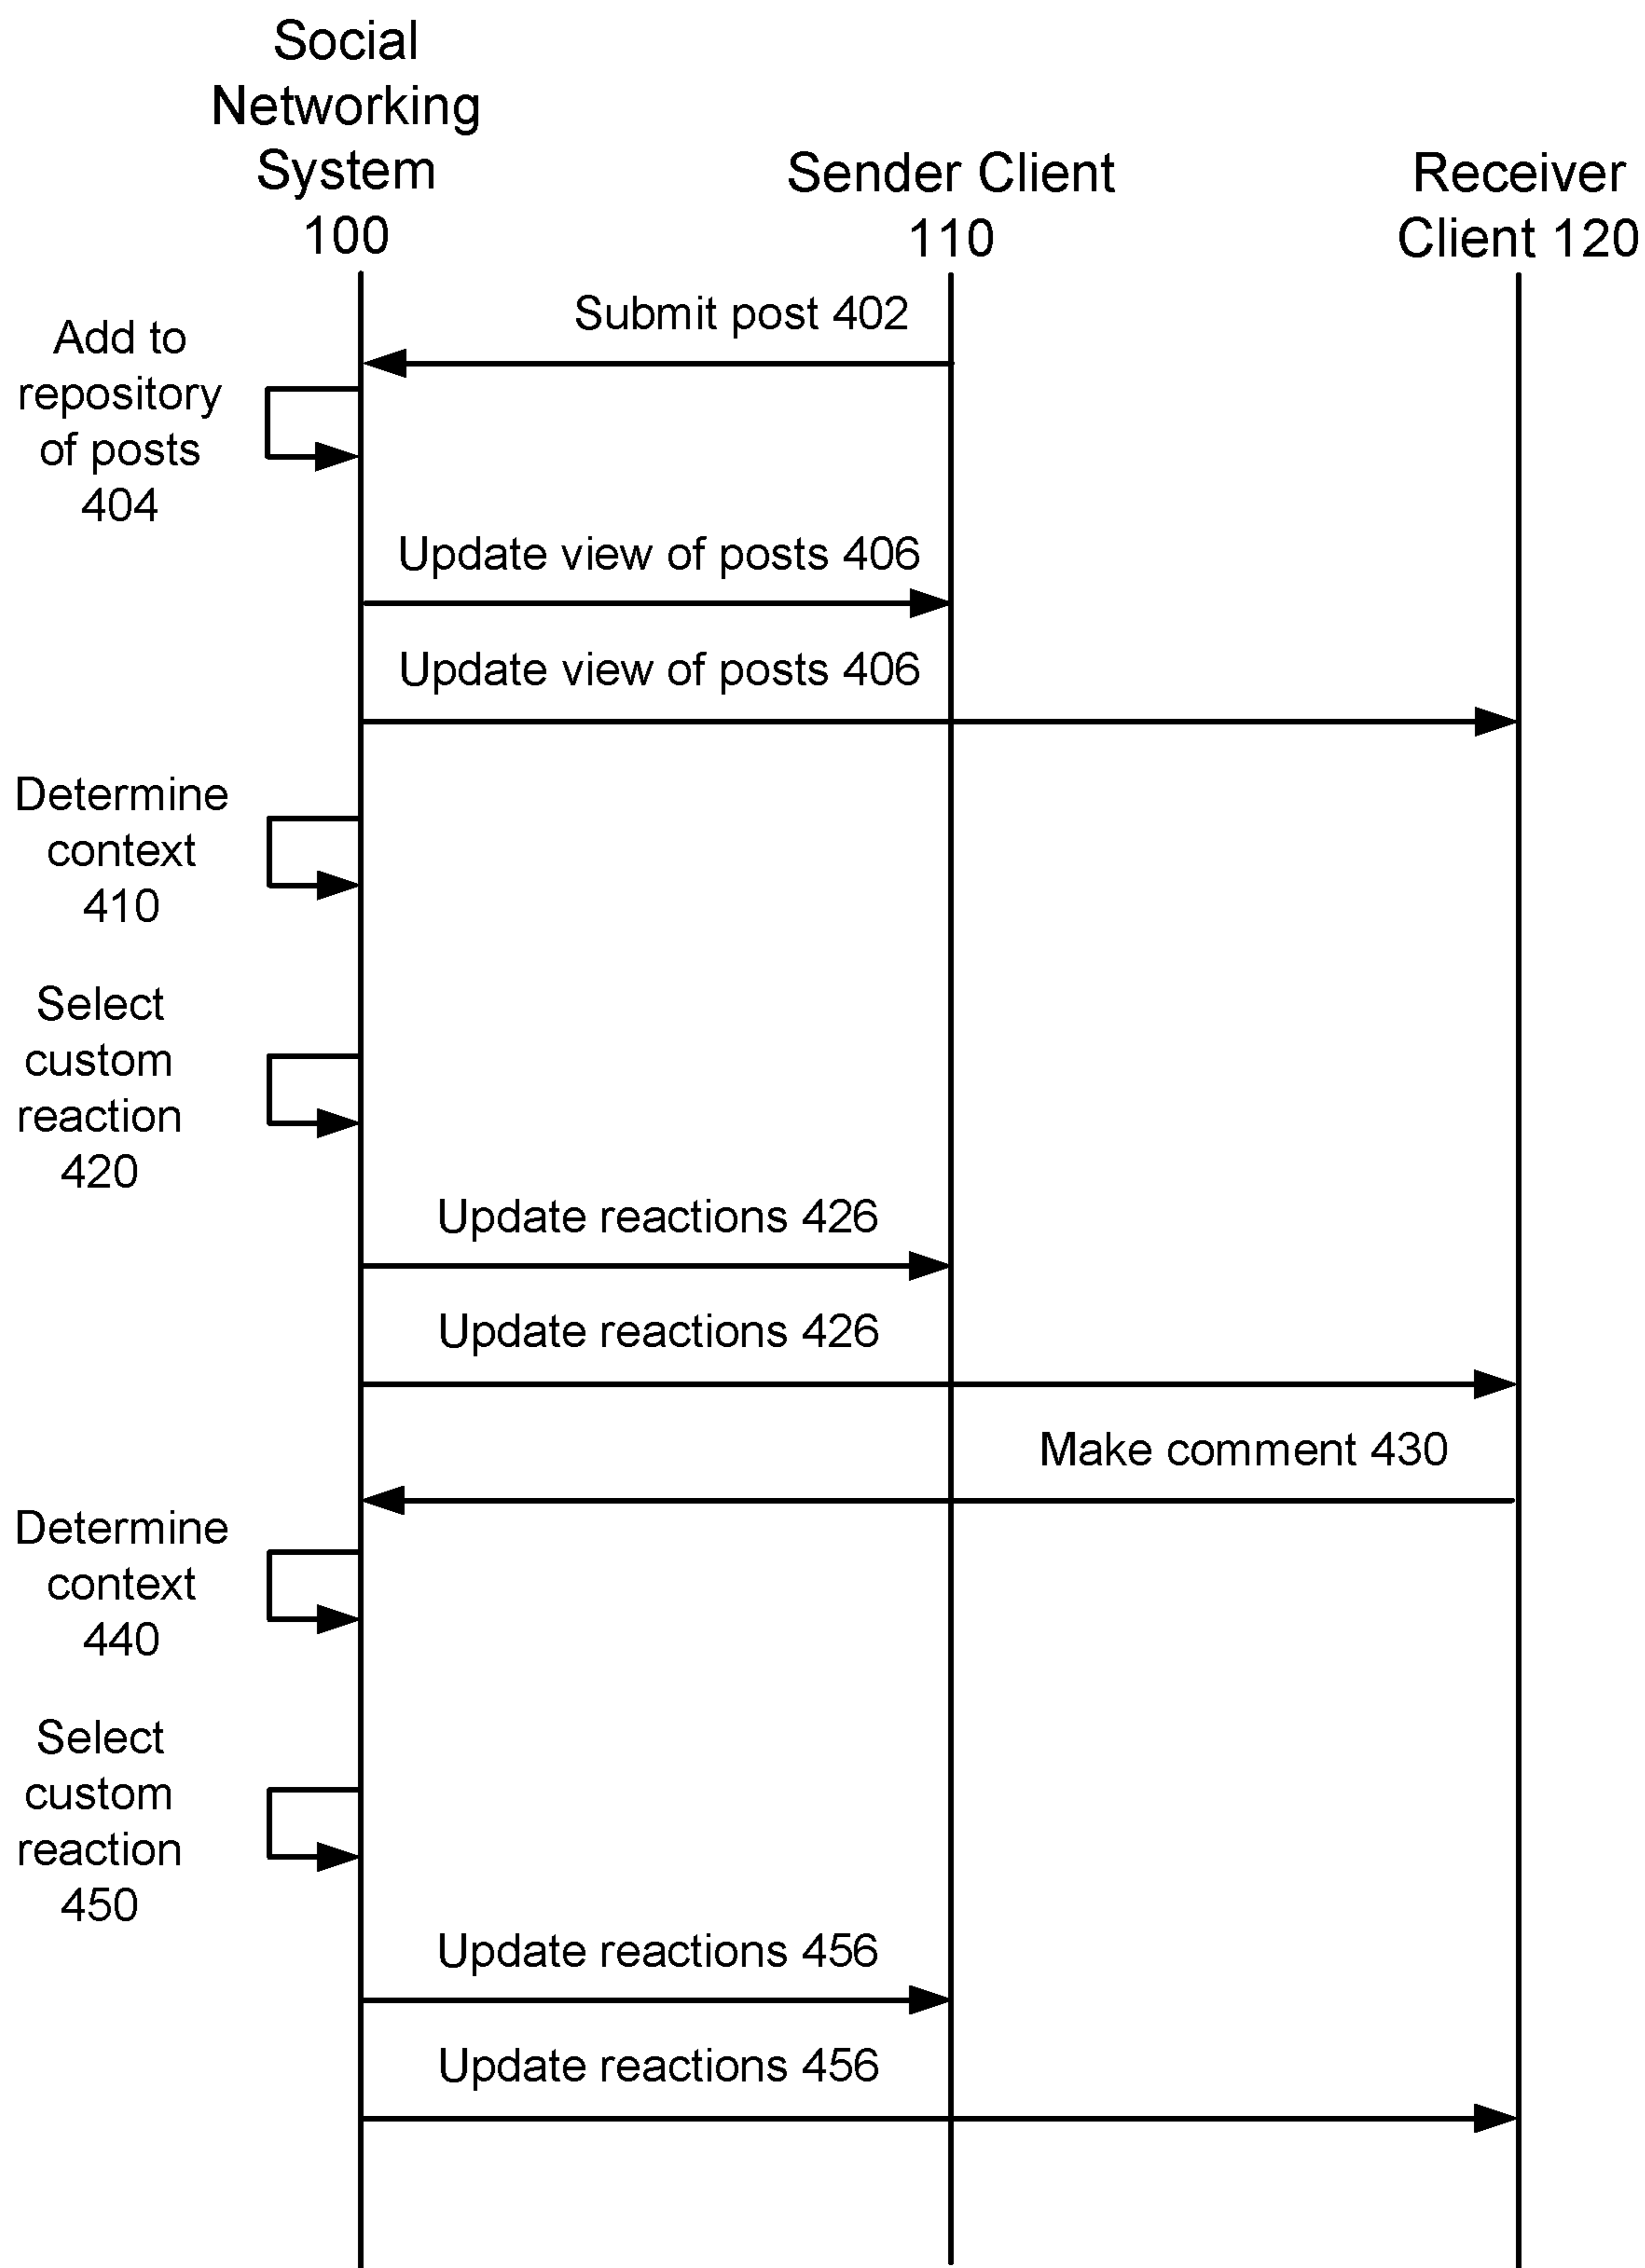 Social
Networking
System
100
Sender Client
110
Receiver
Client 120
Submit post 402
Add to
repository
of posts
404
Update view of posts 406
Update view of posts 406
Determine
context
410
Select
custom
reaction
420
Update reactions 426
Update reactions 426
Make comment 430
Determine
context
440
Select
custom
reaction
450
Update reactions 456
Update reactions 456